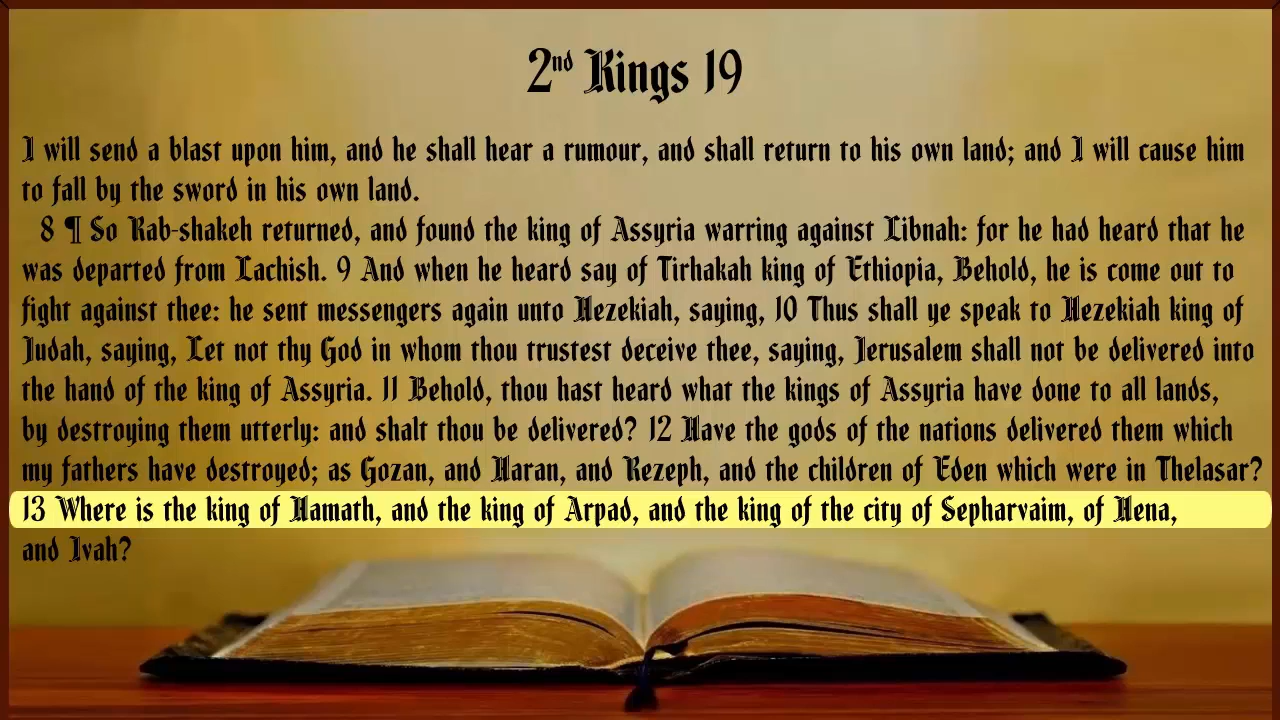 2nd Kings 19
I will send a blast upon him, and he shall hear a rumour, and shall return to his own land; and I will cause him
to fall by the sword in his own land.
8 ¶ So Rab-shakeh returned, and found the king of Assyria warring against Libnah: for he had heard that he
was departed from Lachish. 9 And when he heard say of Tirhakah king of Ethiopia, Behold, he is come out to
fight against thee: he sent messengers again unto Hezekiah, saying, 10 Thus shall ye speak to Hezekiah king of
Judah, saying, Let not thy God in whom thou trustest deceive thee, saying, Jerusalem shall not be delivered into
the hand of the king of Assyria. 11 Behold, thou hast heard what the kings of Assyria have done to all lands,
by destroying them utterly: and shalt thou be delivered? 12 Have the gods of the nations delivered them which
my fathers have destroyed; as Gozan, and Haran, and Rezeph, and the children of Eden which were in Thelasar?
13 Where is the king of Hamath, and the king of Arpad, and the king of the city of Sepharvaim, of Hena,
and Ivah?